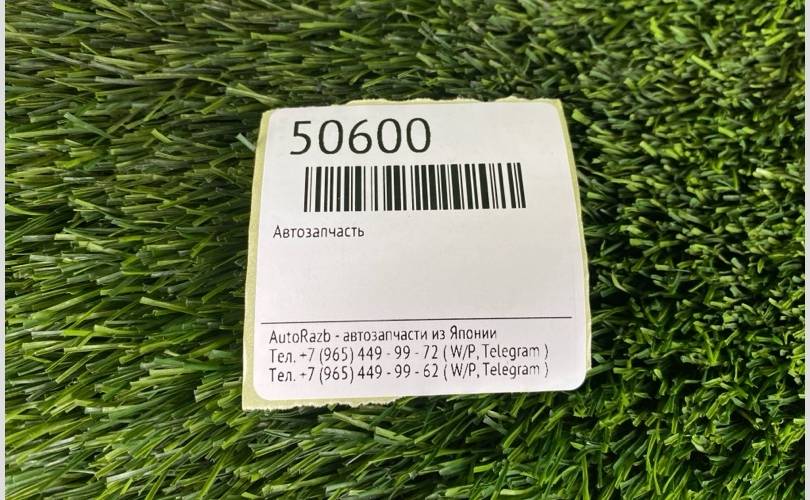 50600
Автозапчасть
AutoRazb - автозапчасти из Японии
Тел. +7 (965) 449 - 99 - 72 ( W/P, Telegram )
Тел. +7 (965) 449 - 99 - 62 ( W/P, Telegram )